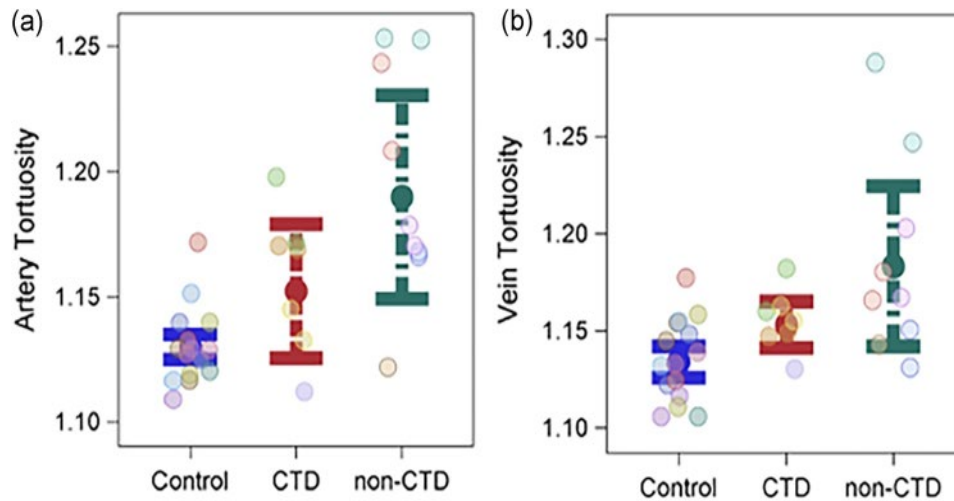 (a)
Artery Tortuosity
1.25
1.20
1.15
1.10
Control CTD non-CTD
(b)
Vein Tortuosity
1.30
1.25
1.20
1.15
1.10
Control CTD non-CTD